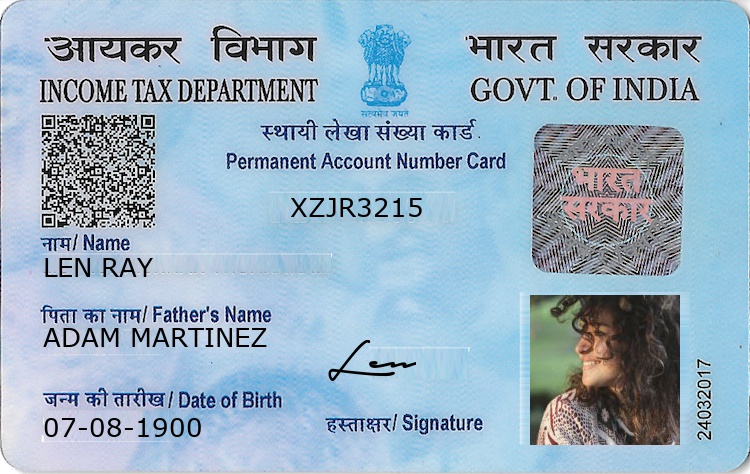 आयकर विभाग
INCOME TAX DEPARTMENT
भारत सरकार
GOVT. OF INDIA
सत्यमेव जयते
स्थायी लेखा संख्या कार्ड
Permanent Account Number Card
XZJR3215
भारत
सरकार
नाम/ Name
LEN RAY
पिता का नाम/ Father's Name
ADAM MARTINEZ
Len
जन्म की तारीख/ Date of Birth
07-08-1900
हस्ताक्षर/ Signature
24032017